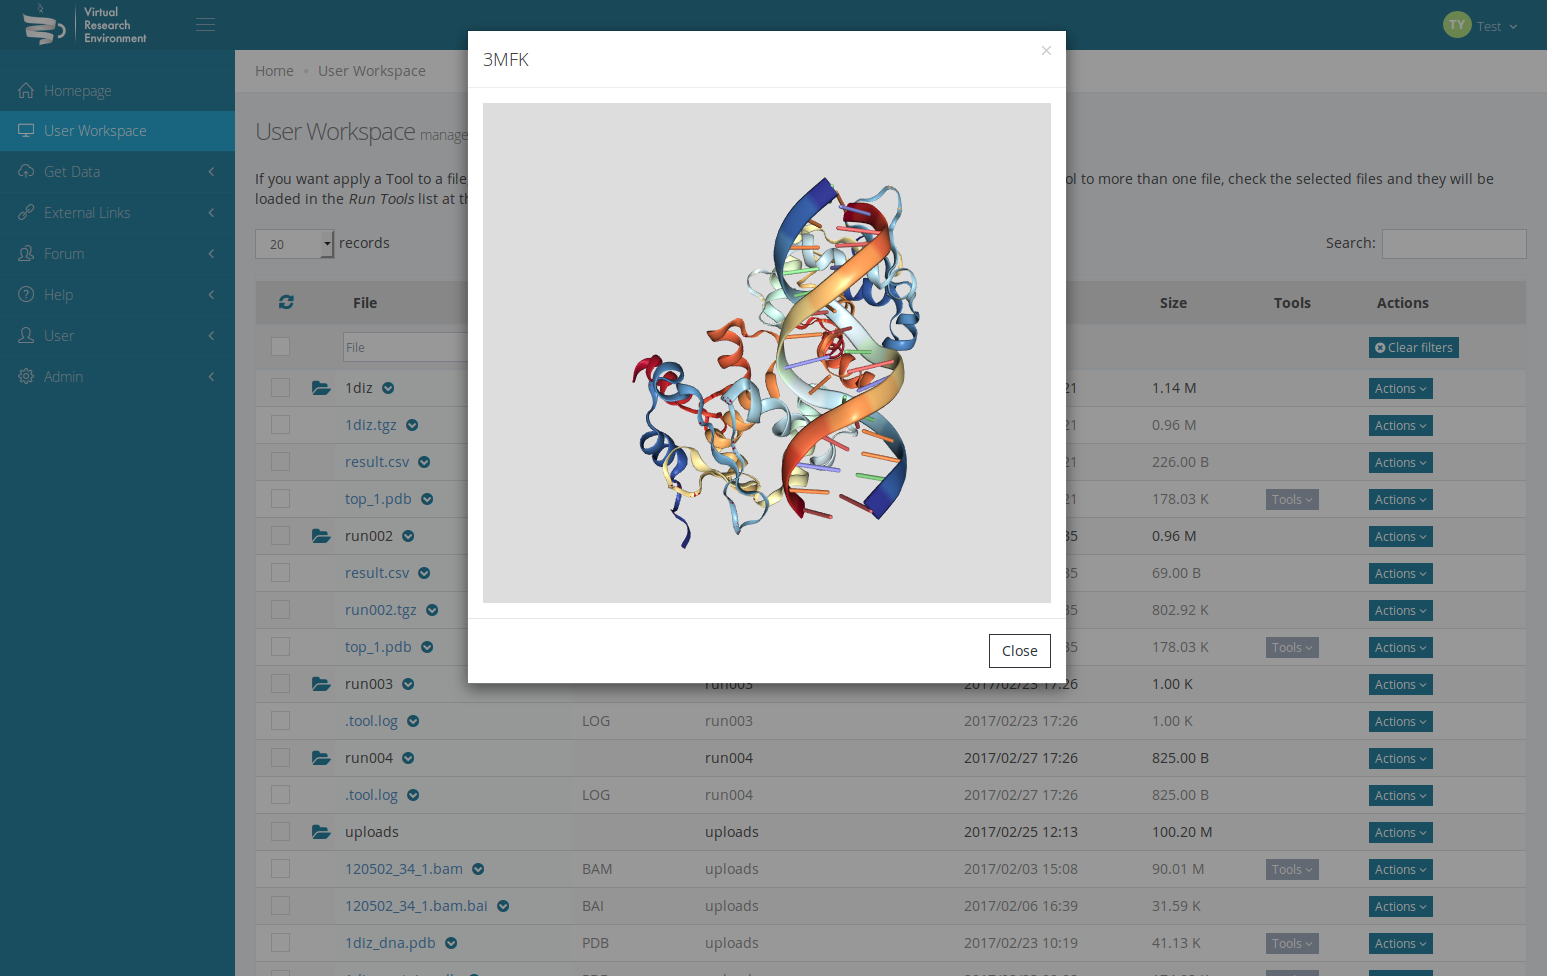 Virtual
Research
Environment
TY Test
3MFK ×
Home User Workspace
Homepage
User Workspace
Get Data
External Links
Forum
Help
User
Admin
User Workspace manage
If you want apply a Tool to a file ol to more than one file, check the selected files and they will be
loaded in the Run Tools list at th
20 records Search:
File Size Tools Actions
File Clear filters
1diz 21 1.14 M Actions
1diz.tgz 21 0.96 M Actions
result.csv 21 226.00 B Actions
top_1.pdb 21 178.03 K Tools Actions
run002 35 0.96 M Actions
result.csv 35 69.00 B Actions
run002.tgz 35 802.92 K Actions
top_1.pdb 35 178.03 K Tools Actions
Close
run003 run003 2017/02/23 17:26 1.00 K Actions
.tool.log LOG run003 2017/02/23 17:26 1.00 K Actions
run004 run004 2017/02/27 17:26 825.00 B Actions
.tool.log LOG run004 2017/02/27 17:26 825.00 B Actions
uploads uploads 2017/02/25 12:13 100.20 M Actions
120502_34_1.bam BAM uploads 2017/02/03 15:08 90.01 M Tools Actions
120502_34_1.bam.bai BAI uploads 2017/02/06 16:39 31.59 K Actions
1diz_dna.pdb PDB uploads 2017/02/23 10:19 41.13 K Tools Actions